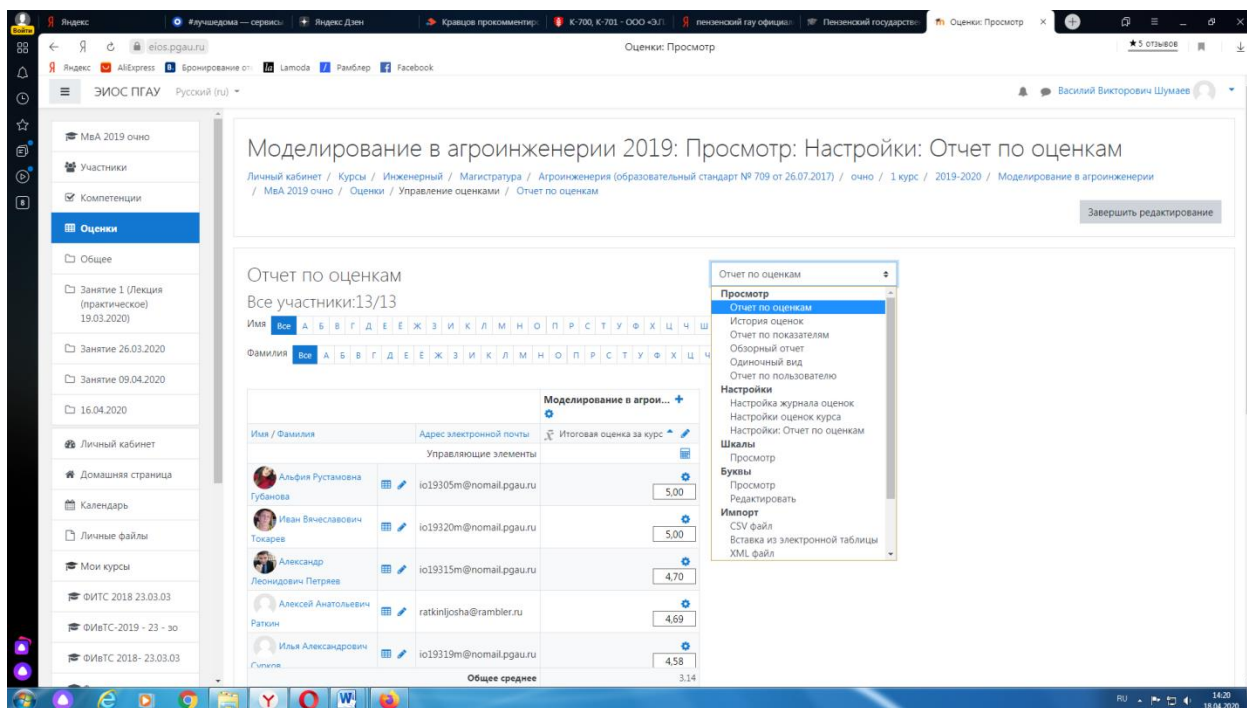 Яндекс
#лучшедома — сервисы
Яндекс Дзен
Кравцов прокомментир
К-700, К-701 - ООО «ЭЛ
пензенский гау официал
Пензенский государстве
Оценки: Просмотр
Войти
eios.pgau.ru
Оценки: Просмотр
★ 5 отзывов
Яндекс
AliExpress
Бронирование от
Lamoda
Рамблер
Facebook
ЭИОС ПГАУ
Русский (ru)
Василий Викторович Шумаев
МвА 2019 очно
Участники
Компетенции
Оценки
Общее
Занятие 1 (Лекция
(практическое)
19.03.2020)
Занятие 26.03.2020
Занятие 09.04.2020
16.04.2020
Личный кабинет
Домашняя страница
Календарь
Личные файлы
Мои курсы
ФИТС 2018 23.03.03
ФИвТС-2019 - 23 - зо
ФИвТС 2018- 23.03.03
Моделирование в агроинженерии 2019: Просмотр: Настройки: Отчет по оценкам
Личный кабинет / Курсы / Инженерный / Магистратура / Агроинженерия (образовательный стандарт № 709 от 26.07.2017) / очно / 1 курс / 2019-2020 / Моделирование в агроинженерии
/ МвА 2019 очно / Оценки / Управление оценками / Отчет по оценкам
Завершить редактирование
Отчет по оценкам
Все участники:13/13
Имя Все А Б В Г Д Е Ё Ж З И К Л М Н О П Р С Т У Ф Х Ц Ч Ш
Фамилия Все А Б В Г Д Е Ё Ж З И К Л М Н О П Р С Т У Ф Х Ц Ч
Отчет по оценкам
Просмотр
Отчет по оценкам
История оценок
Отчет по показателям
Обзорный отчет
Одиночный вид
Отчет по пользователю
Настройки
Настройка журнала оценок
Настройки оценок курса
Настройки: Отчет по оценкам
Шкалы
Просмотр
Буквы
Просмотр
Редактировать
Импорт
CSV файл
Вставка из электронной таблицы
XML файл
Моделирование в агрои...
Имя / Фамилия
Адрес электронной почты
Итоговая оценка за курс
Управляющие элементы
Альфия Рустамовна
Губанова
io19305m@nomail.pgau.ru
5,00
Иван Вячеславович
Токарев
io19320m@nomail.pgau.ru
5,00
Александр
Леонидович Петряев
io19315m@nomail.pgau.ru
4,70
Алексей Анатольевич
Раткин
ratkinljosha@rambler.ru
4,69
Илья Александрович
Сурков
io19319m@nomail.pgau.ru
4,58
Общее среднее
3.14
RU
14:20
18.04.2020